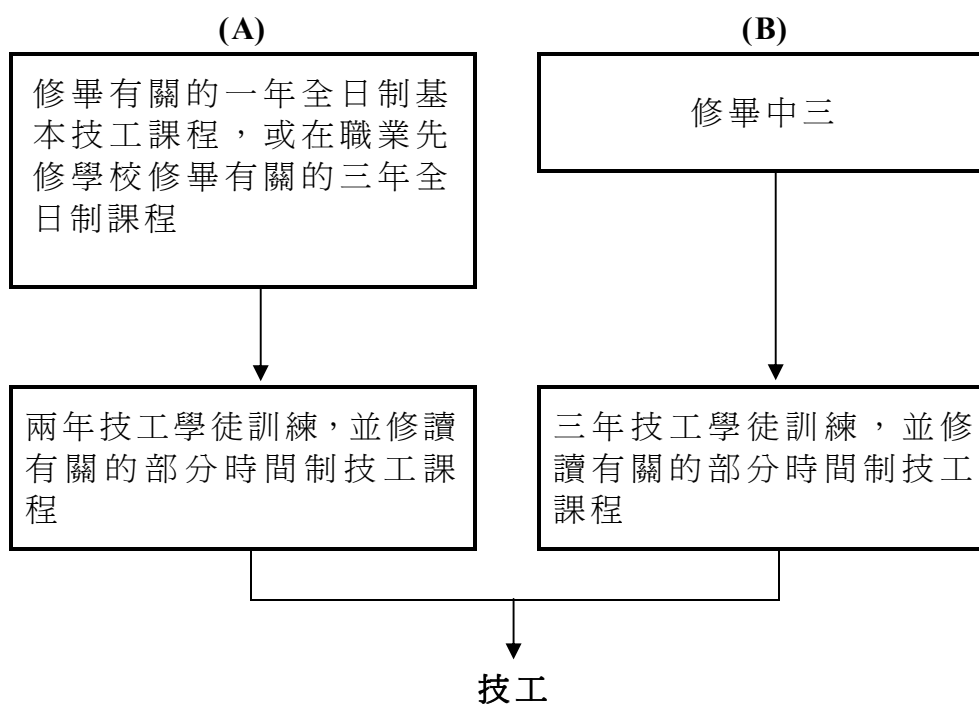 (A)
修畢有關的一年全日制基
本技工課程，或在職業先
修學校修畢有關的三年全
日制課程
兩年技工學徒訓練，並修讀
有關的部分時間制技工課
程
(B)
修畢中三
三年技工學徒訓練，並修
讀有關的部分時間制技工
課程
技工